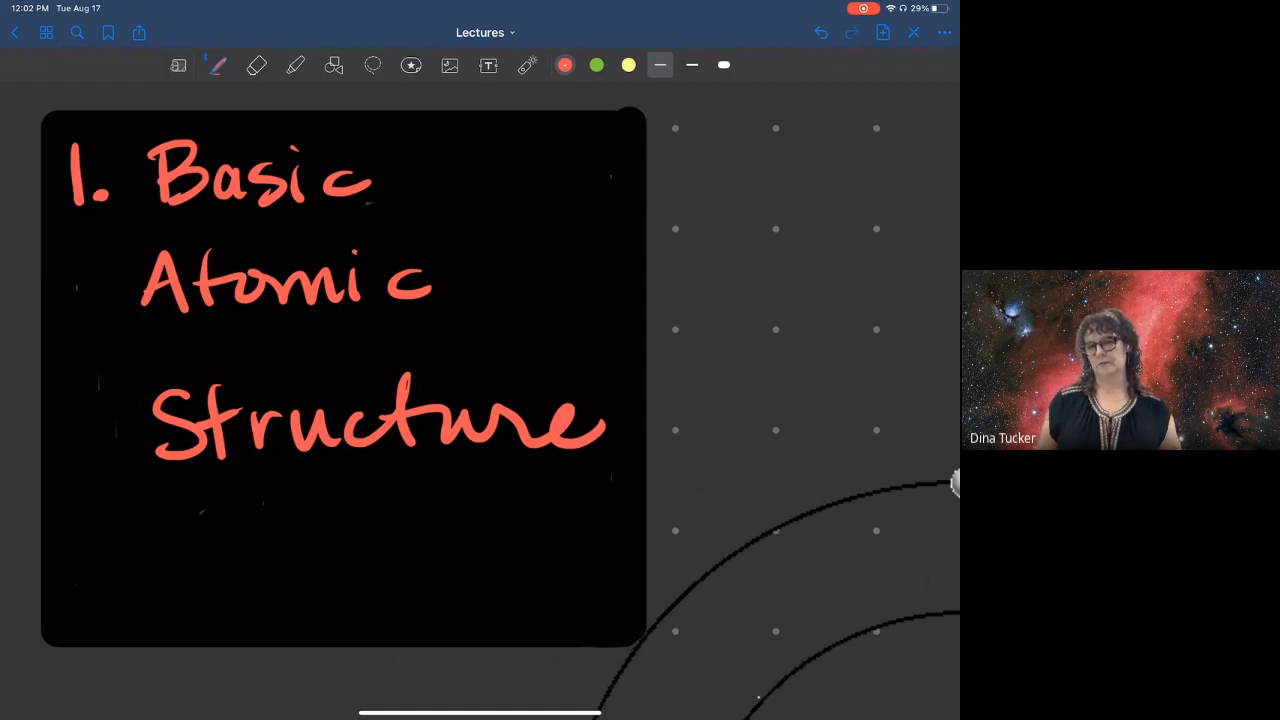 12:02 PM Tue Aug 17
29%
Lectures
1. Basic
Atomic
Structure
Dina Tucker